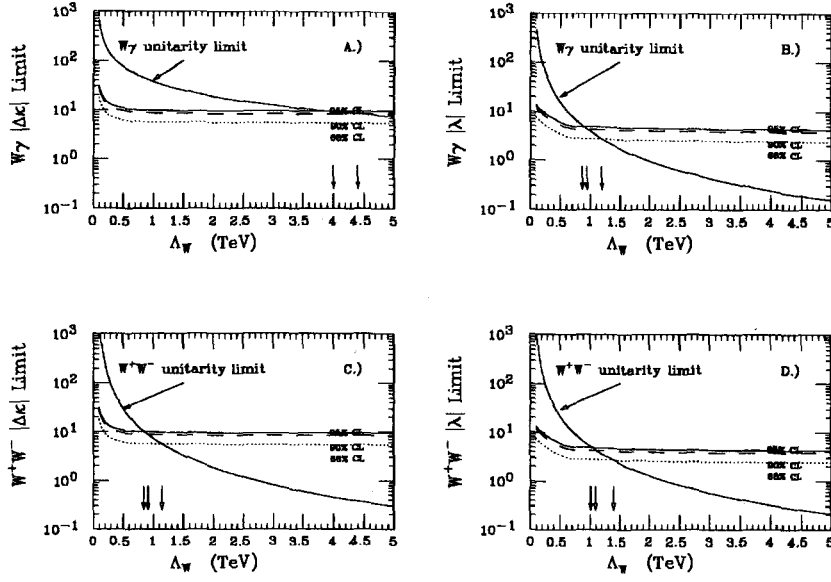 Wγ |Δκ| Limit
10³
10²
10¹
10⁰
10⁻¹
Wγ unitarity limit
A.)
95% CL
90% CL
68% CL
0 0.5 1 1.5 2 2.5 3 3.5 4 4.5 5
Λ_W (TeV)
Wγ |λ| Limit
10³
10²
10¹
10⁰
10⁻¹
Wγ unitarity limit
B.)
95% CL
90% CL
68% CL
0 0.5 1 1.5 2 2.5 3 3.5 4 4.5 5
Λ_W (TeV)
W⁺W⁻ |Δκ| Limit
10³
10²
10¹
10⁰
10⁻¹
W⁺W⁻ unitarity limit
C.)
95% CL
90% CL
68% CL
0 0.5 1 1.5 2 2.5 3 3.5 4 4.5 5
Λ_W (TeV)
W⁺W⁻ |λ| Limit
10³
10²
10¹
10⁰
10⁻¹
W⁺W⁻ unitarity limit
D.)
95% CL
90% CL
68% CL
0 0.5 1 1.5 2 2.5 3 3.5 4 4.5 5
Λ_W (TeV)